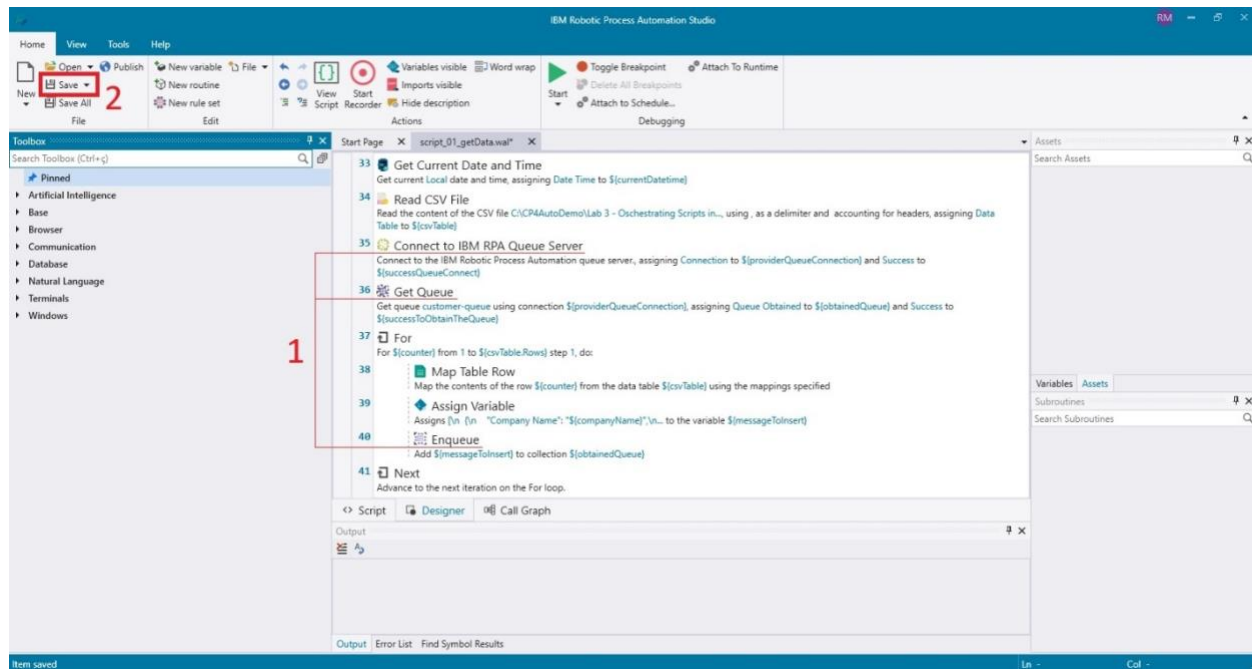 IBM Robotic Process Automation Studio
RM
Home View Tools Help
New
Open
Publish
Save
Save All
2
File
New variable
File
New routine
New rule set
Edit
View Script
Start Recorder
Variables visible
Word wrap
Imports visible
Hide description
Actions
Start
Toggle Breakpoint
Attach To Runtime
Delete All Breakpoints
Attach to Schedule...
Debugging
Toolbox
Search Toolbox (Ctrl+ç)
Pinned
Artificial Intelligence
Base
Browser
Communication
Database
Natural Language
Terminals
Windows
1
Start Page X script_01_getData.wal* X
33 Get Current Date and Time
Get current Local date and time, assigning Date Time to ${currentDatetime}
34 Read CSV File
Read the content of the CSV file C:\CP4AutoDemo\Lab 3 - Oschestrating Scripts in..., using , as a delimiter and accounting for headers, assigning Data
Table to ${csvTable}
35 Connect to IBM RPA Queue Server
Connect to the IBM Robotic Process Automation queue server., assigning Connection to ${providerQueueConnection} and Success to
${successQueueConnect}
36 Get Queue
Get queue customer-queue using connection ${providerQueueConnection}, assigning Queue Obtained to ${obtainedQueue} and Success to
${successToObtainTheQueue}
37 For
For ${counter} from 1 to ${csvTable.Rows} step 1, do:
38 Map Table Row
Map the contents of the row ${counter} from the data table ${csvTable} using the mappings specified
39 Assign Variable
Assigns [\n {\n "Company Name": "${companyName}",\n... to the variable ${messageToInsert}
40 Enqueue
Add ${messageToInsert} to collection ${obtainedQueue}
41 Next
Advance to the next iteration on the For loop.
Script Designer Call Graph
Output
Output Error List Find Symbol Results
Assets
Search Assets
Variables Assets
Subroutines
Search Subroutines
Item saved
Ln - Col -